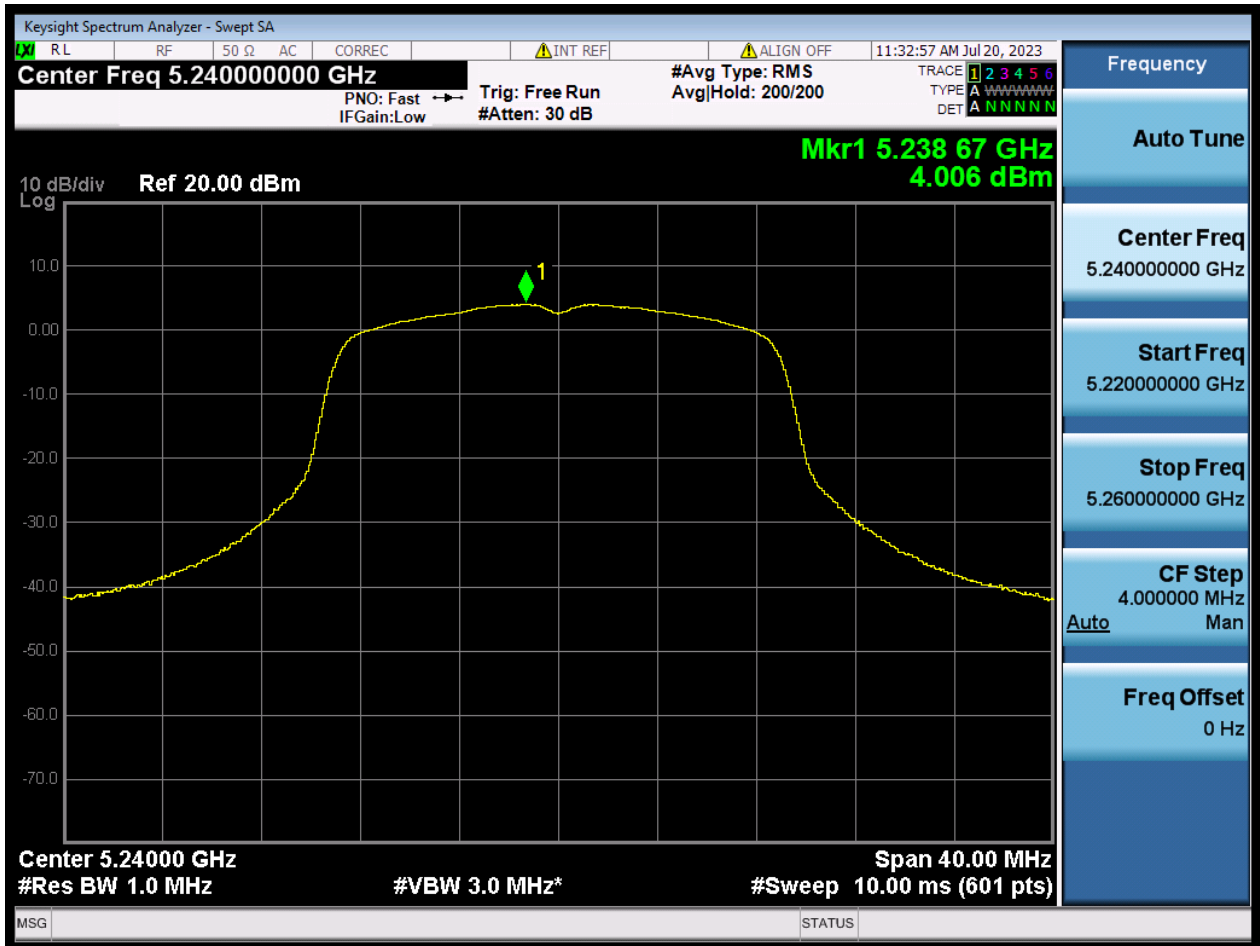 Keysight Spectrum Analyzer - Swept SA
LXI RL RF 50 Ω AC CORREC INT REF ALIGN OFF 11:32:57 AM Jul 20, 2023
Center Freq 5.240000000 GHz
PNO: Fast
IFGain:Low
Trig: Free Run
#Atten: 30 dB
#Avg Type: RMS
Avg|Hold: 200/200
TRACE 1 2 3 4 5 6
TYPE A WWWWW
DET A N N N N N
Mkr1 5.238 67 GHz
4.006 dBm
10 dB/div Ref 20.00 dBm
Log
1
10.0
0.00
-10.0
-20.0
-30.0
-40.0
-50.0
-60.0
-70.0
Center 5.24000 GHz Span 40.00 MHz
#Res BW 1.0 MHz #VBW 3.0 MHz* #Sweep 10.00 ms (601 pts)
MSG STATUS
Frequency
Auto Tune
Center Freq
5.240000000 GHz
Start Freq
5.220000000 GHz
Stop Freq
5.260000000 GHz
CF Step
4.000000 MHz
Auto Man
Freq Offset
0 Hz